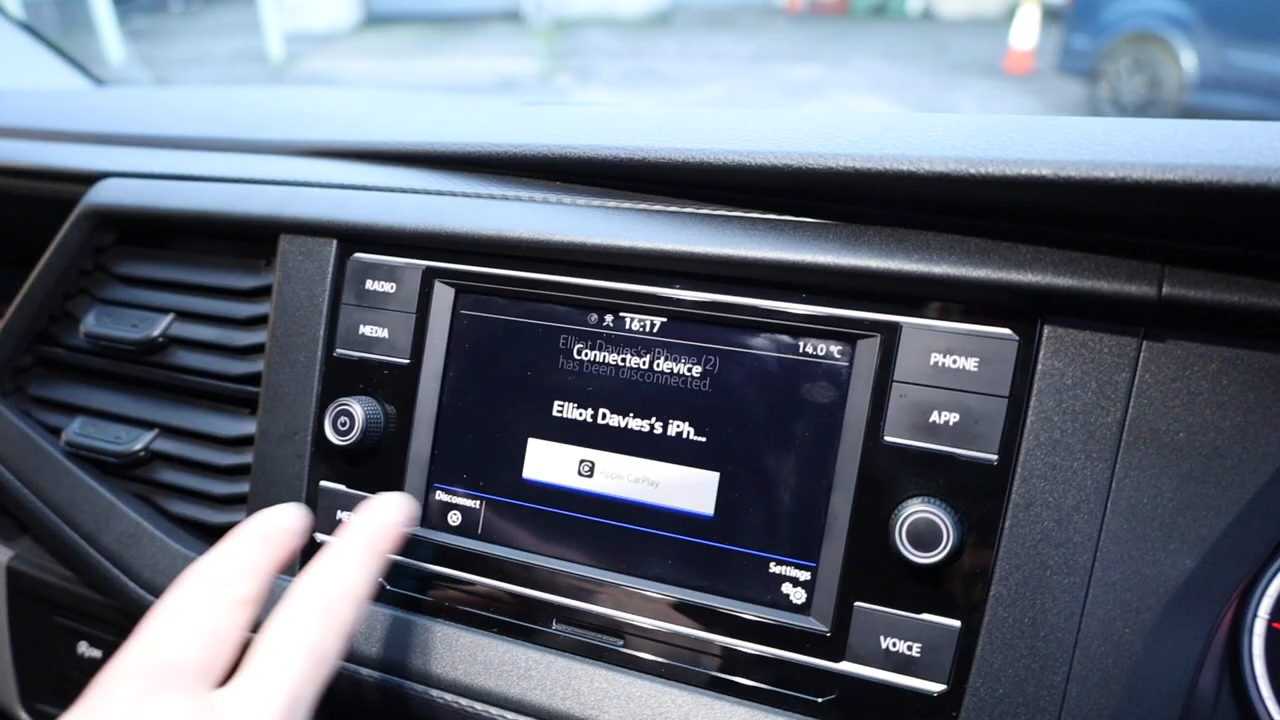 RADIO
MEDIA
16:17
14.0 °C
Elliot Davies's iPhone (2)
has been disconnected.
Connected device
Elliot Davies's iPh...
Apple CarPlay
Disconnect
Settings
PHONE
APP
VOICE